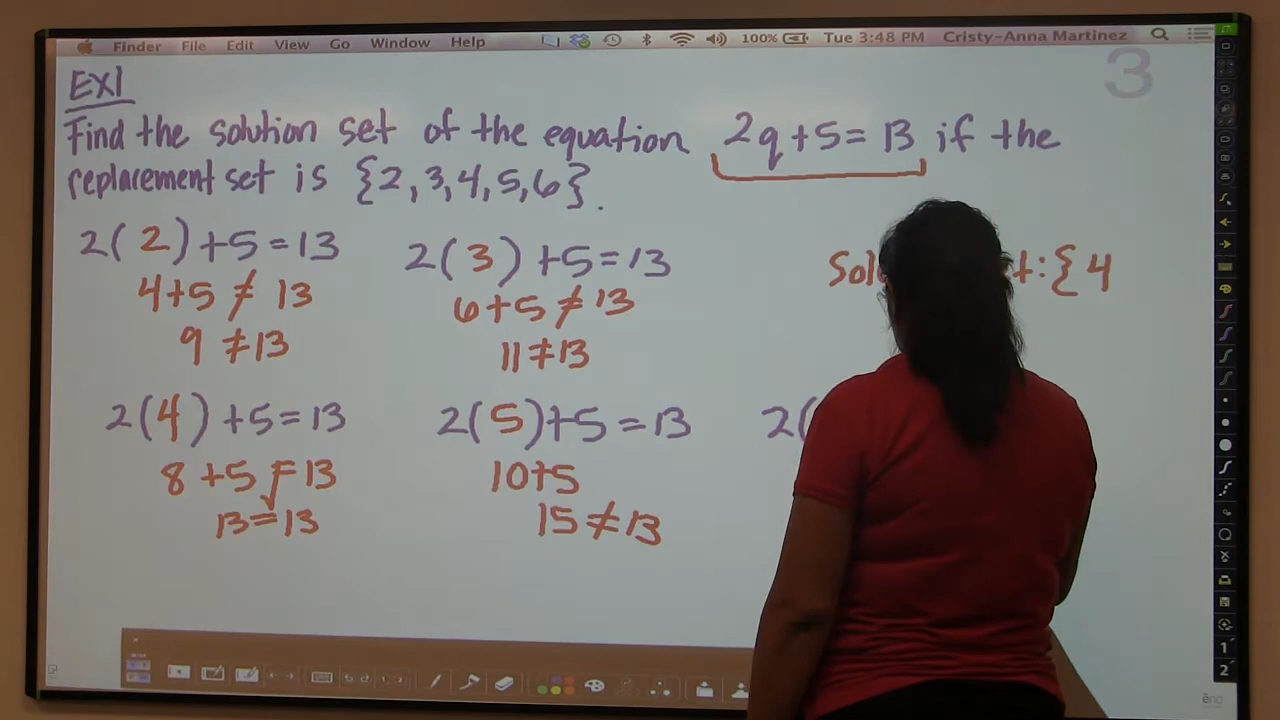 Finder File Edit View Go Window Help 100% Tue 3:48 PM Cristy-Anna Martinez
3
EX1
Find the solution set of the equation 2q+5=13 if the
replacement set is {2,3,4,5,6}.
2(2)+5=13
4+5≠13
9≠13
2(3)+5=13
6+5≠13
11≠13
t:{4
2(4)+5=13
8+5=13
13=13
2(5)+5=13
10+5
15≠13
2(
1
2
eno